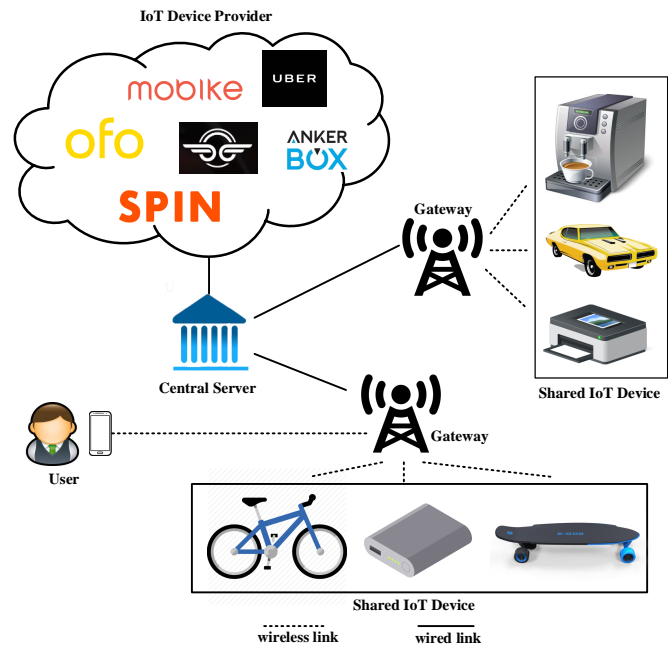 IoT Device Provider
mobike
UBER
ofo
ANKER
BOX
SPIN
Gateway
Central Server
Shared IoT Device
Gateway
User
Shared IoT Device
wireless link
wired link